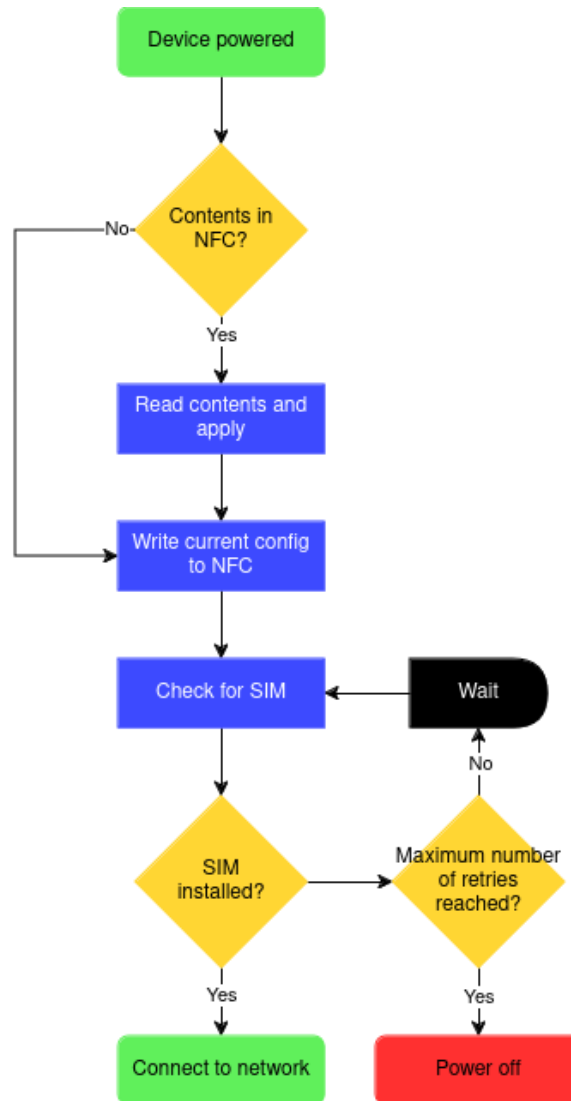 Device powered
Contents in
NFC?
No
Yes
Read contents and
apply
Write current config
to NFC
Check for SIM
Wait
No
SIM
installed?
Maximum number
of retries
reached?
Yes
Yes
Connect to network
Power off